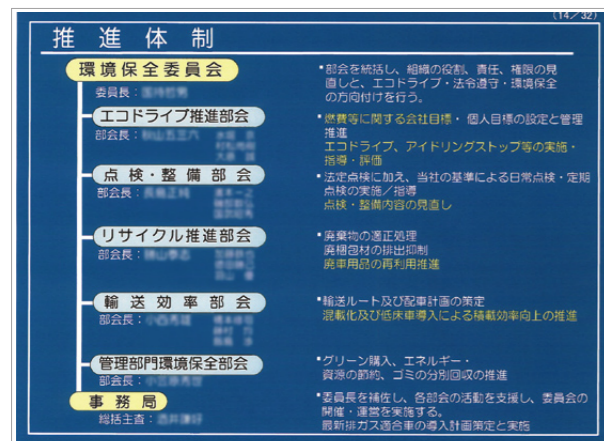 (14/32)
推進体制
環境保全委員会
委員長：
・部会を統括し、組織の役割、責任、権限の見
直しと、エコドライブ・法令遵守・環境保全
の方向付けを行う。
エコドライブ推進部会
部会長：
・燃費等に関する会社目標・個人目標の設定と管理
推進
エコドライブ、アイドリングストップ等の実施・
指導・評価
点検・整備部会
部会長：
・法定点検に加え、当社の基準による日常点検・定期
点検の実施／指導
点検・整備内容の見直し
リサイクル推進部会
部会長：
・廃棄物の適正処理
廃梱包材の排出抑制
廃車用品の再利用推進
輸送効率部会
部会長：
・輸送ルート及び配車計画の策定
混載化及び低床車導入による積載効率向上の推進
管理部門環境保全部会
部会長：
・グリーン購入、エネルギー・
資源の節約、ゴミの分別回収の推進
事務局
総括主査：
・委員長を補佐し、各部会の活動を支援し、委員会の
開催・運営を実施する。
最新排ガス適合車の導入計画策定と実施